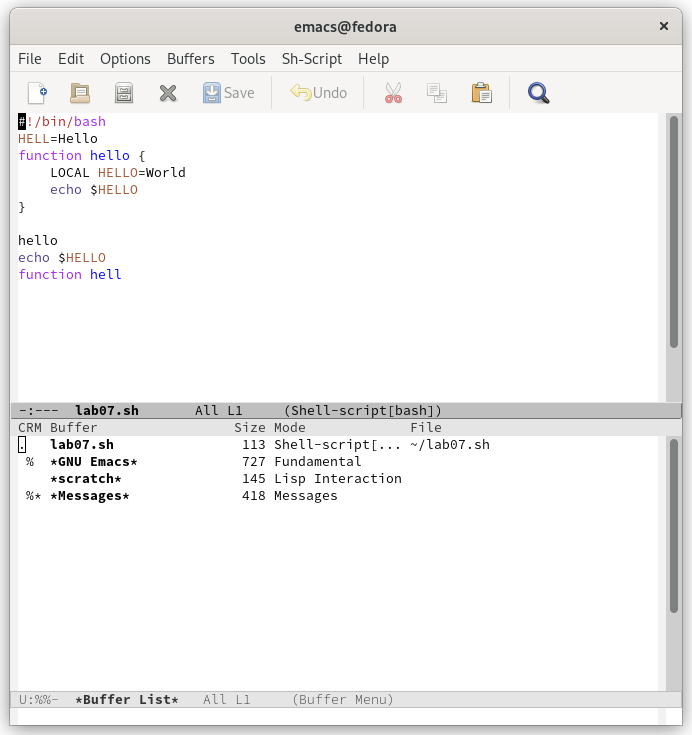 emacs@fedora ×
File Edit Options Buffers Tools Sh-Script Help
Save Undo
#!/bin/bash
HELL=Hello
function hello {
    LOCAL HELLO=World
    echo $HELLO
}
hello
echo $HELLO
function hell
-:--- lab07.sh All L1 (Shell-script[bash])
CRM Buffer Size Mode File
. lab07.sh 113 Shell-script[... ~/lab07.sh
% *GNU Emacs* 727 Fundamental
*scratch* 145 Lisp Interaction
%* *Messages* 418 Messages
U:%%- *Buffer List* All L1 (Buffer Menu)